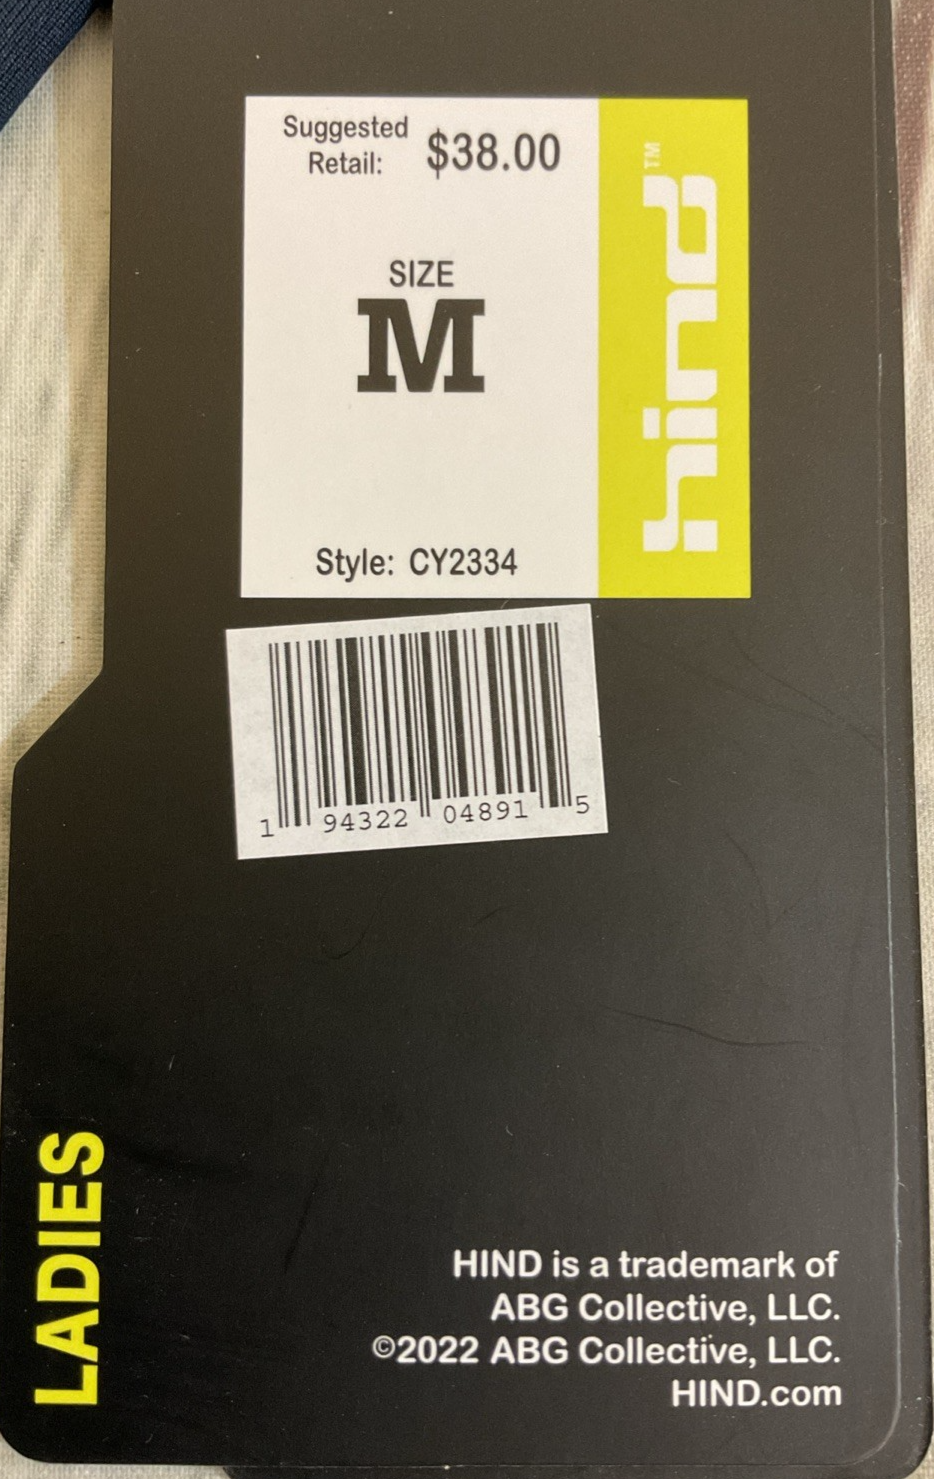 Suggested
Retail: $38.00
hind™
SIZE
M
Style: CY2334
1 94322 04891 5
LADIES
HIND is a trademark of
ABG Collective, LLC.
©2022 ABG Collective, LLC.
HIND.com